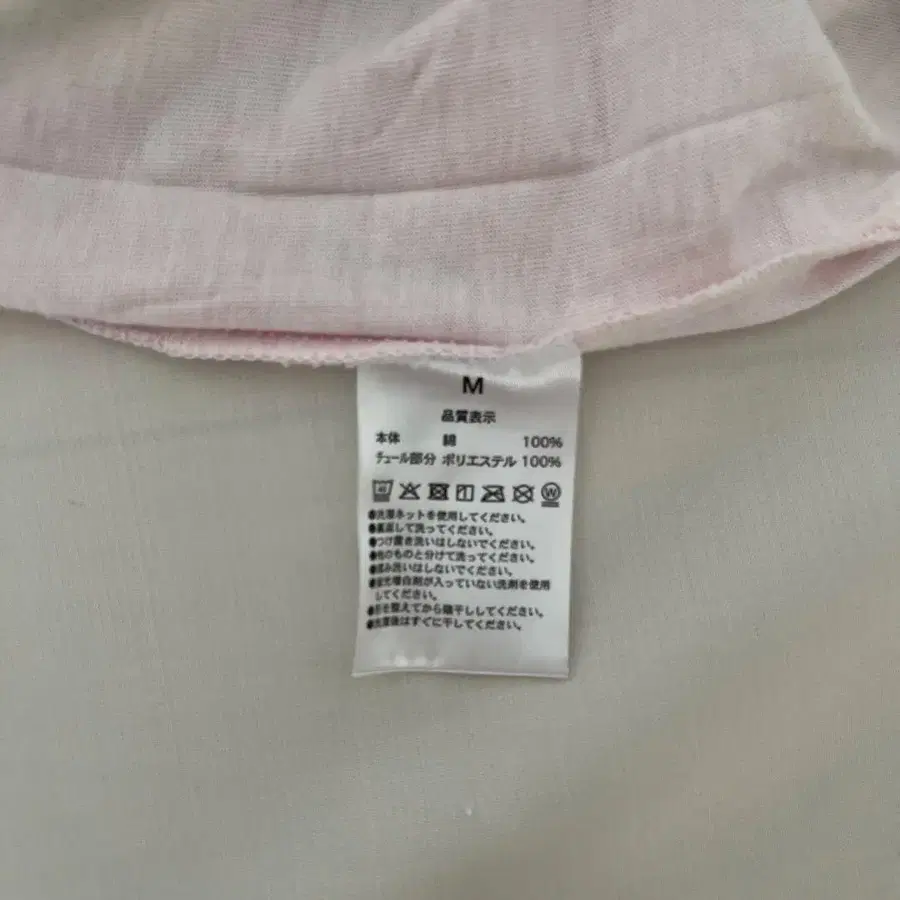 M
品質表示
本体 綿 100%
チュール部分 ポリエステル 100%
40 W
●洗濯ネットを使用してください。
●裏返して洗ってください。
●つけ置き洗いはしないでください。
●他のものと分けて洗ってください。
●揉み洗いはしないでください。
●蛍光増白剤が入っていない洗剤を使用
してください。
●形を整えてから陰干ししてください。
●洗濯後はすぐに干してください。